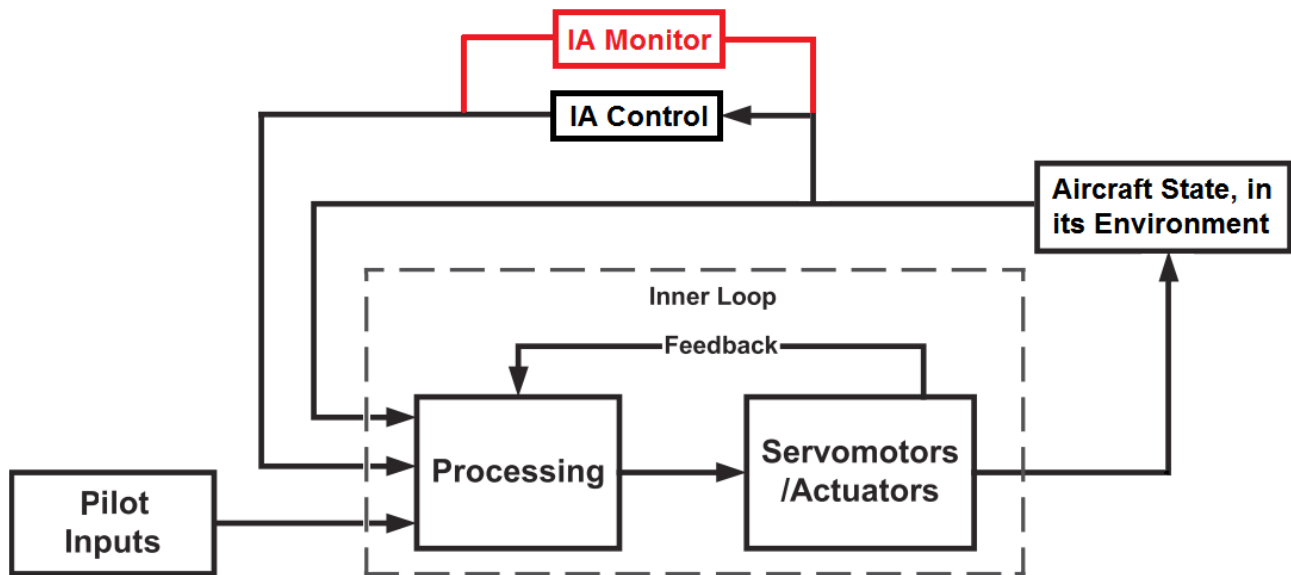 IA Monitor
IA Control
Aircraft State, in
its Environment
Inner Loop
Feedback
Processing
Servomotors
/Actuators
Pilot
Inputs